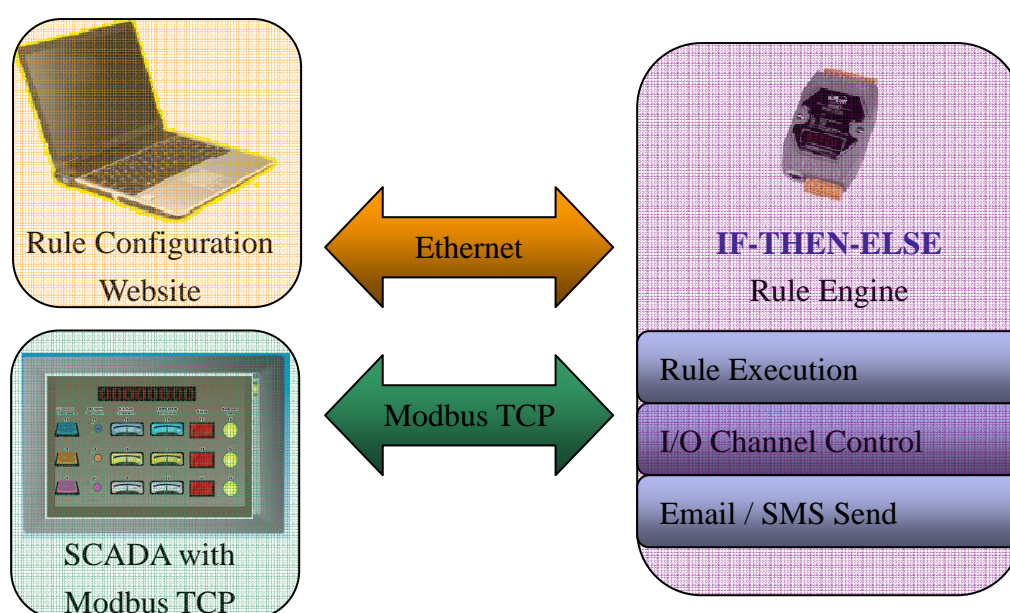 Rule Configuration
Website
SCADA with
Modbus TCP
Ethernet
Modbus TCP
IF-THEN-ELSE
Rule Engine
Rule Execution
I/O Channel Control
Email / SMS Send